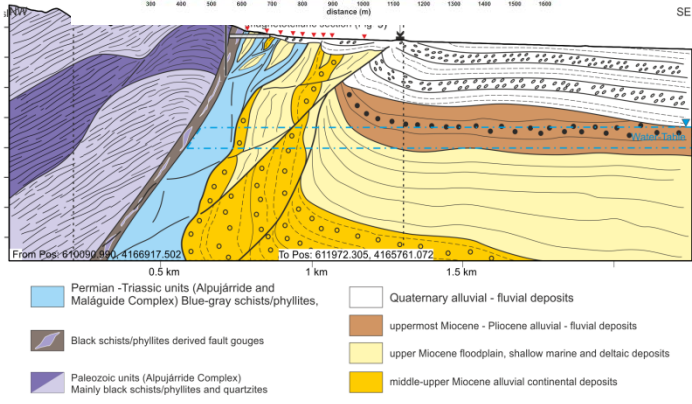 NW
300 400 500 600 700 800 900 1000 1100 1200 1300 1400 1500 1600
distance (m)
SE
Water-Table
From Pos: 610090.990, 4166917.502
To Pos: 611972.305, 4165761.072
0.5 km
1 km
1.5 km
Permian -Triassic units (Alpujárride and
Maláguide Complex) Blue-gray schists/phyllites,
Black schists/phyllites derived fault gouges
Paleozoic units (Alpujárride Complex)
Mainly black schists/phyllites and quartzites
Quaternary alluvial - fluvial deposits
uppermost Miocene - Pliocene alluvial - fluvial deposits
upper Miocene floodplain, shallow marine and deltaic deposits
middle-upper Miocene alluvial continental deposits